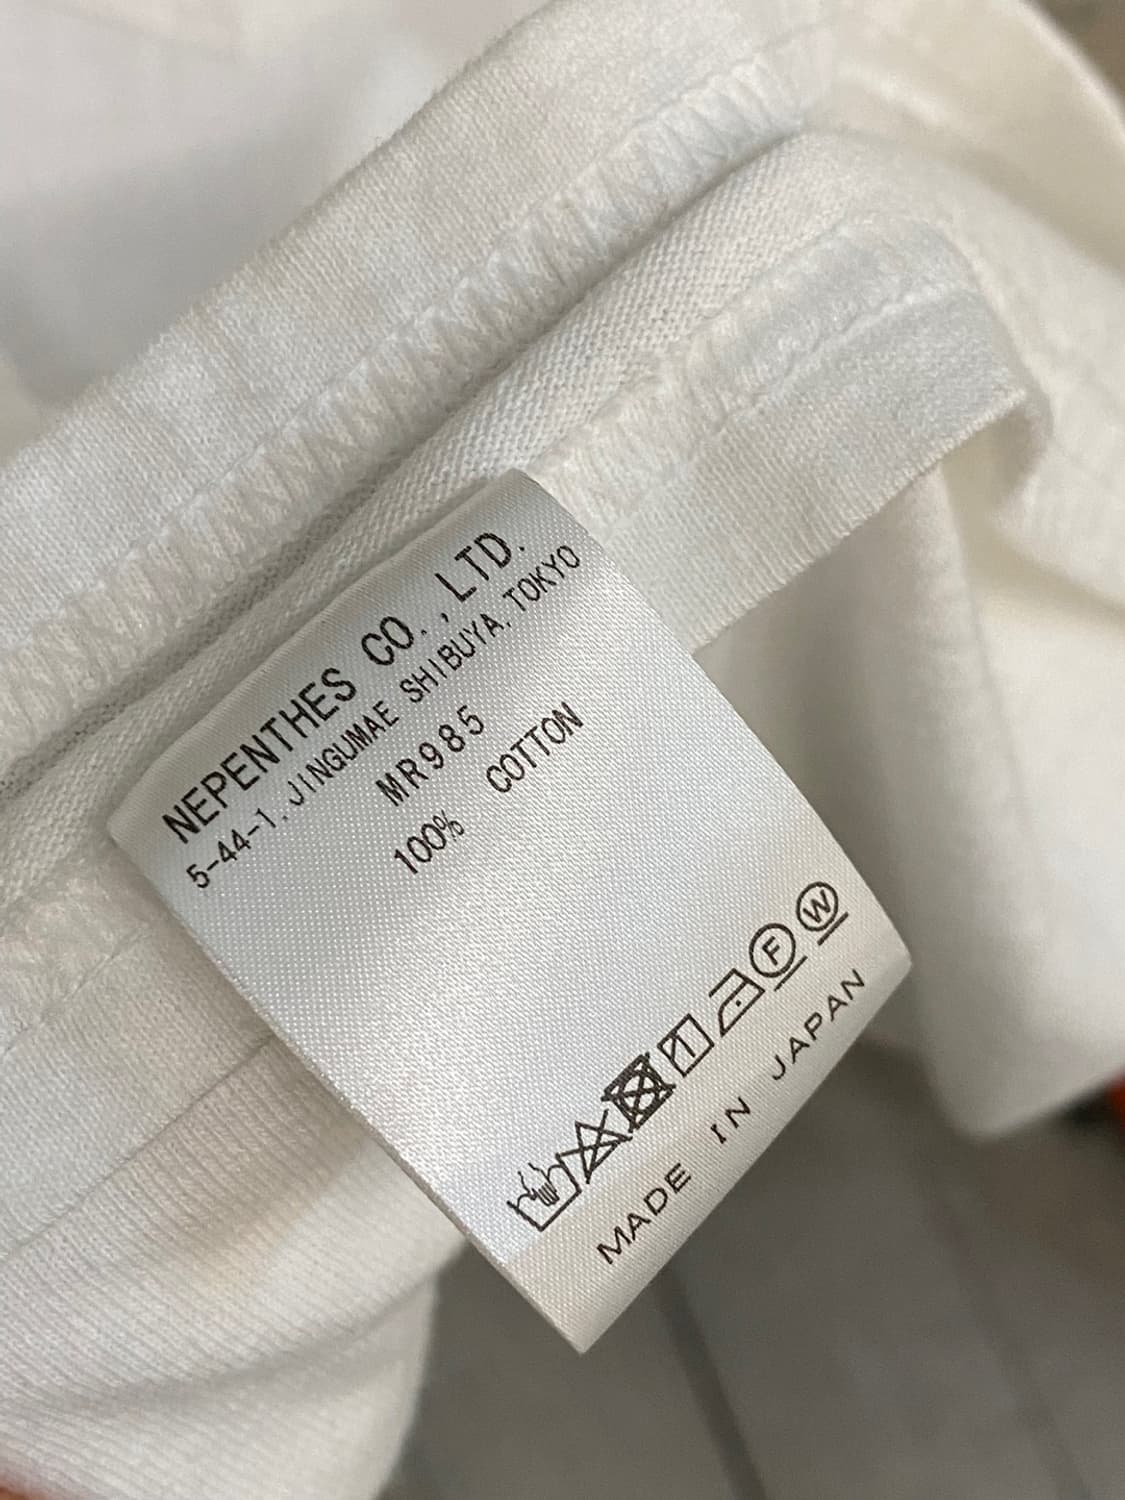 NEPENTHES CO.,LTD.
5-44-1, JINGUMAE SHIBUYA, TOKYO
MR985
100% COTTON
F W
MADE IN JAPAN